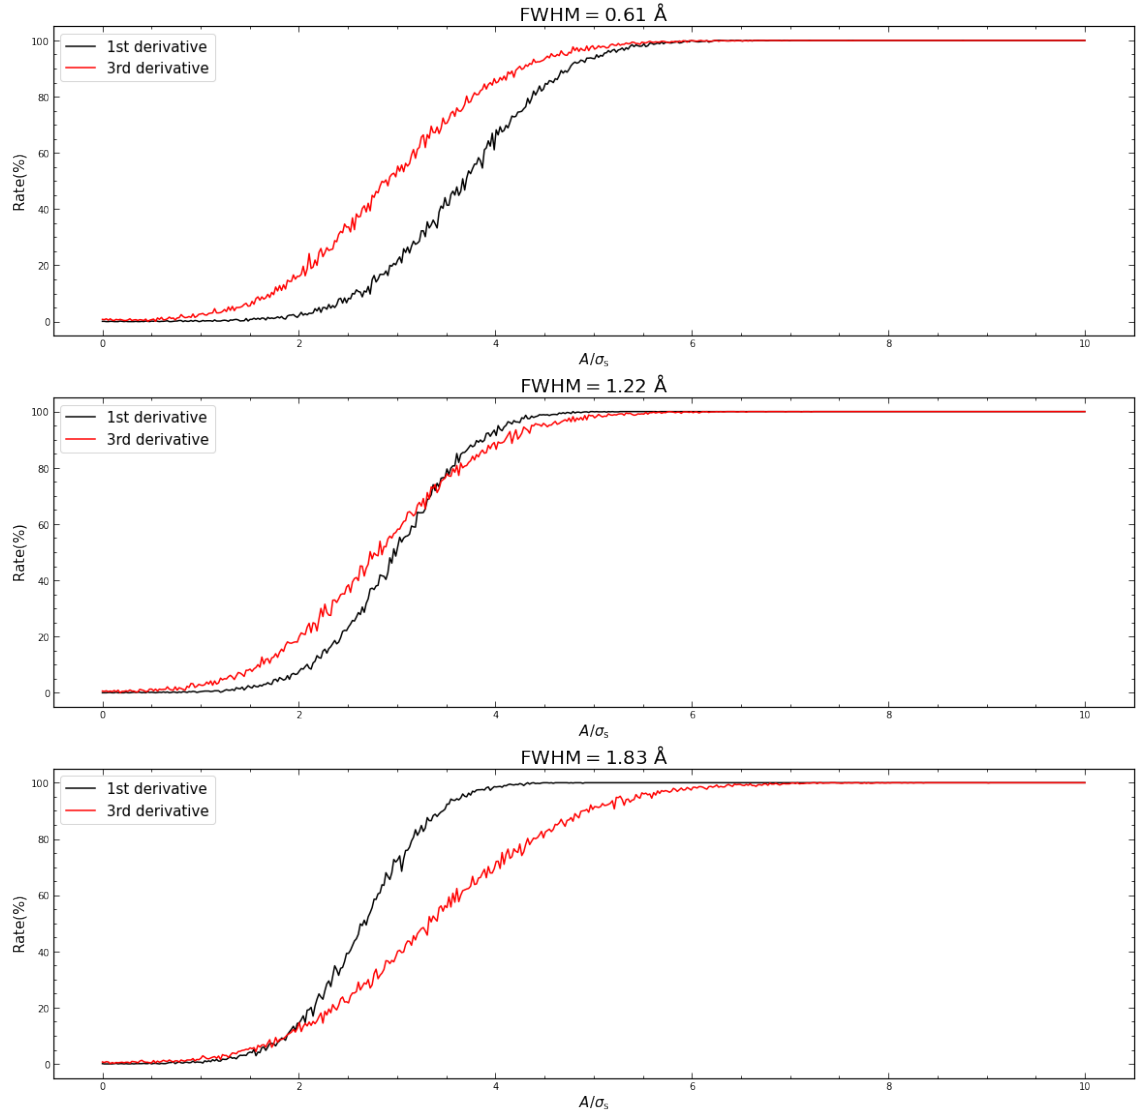 FWHM = 0.61 Å
1st derivative
3rd derivative
100
80
60
40
20
0
Rate(%)
0 2 4 6 8 10
A/σₛ
FWHM = 1.22 Å
1st derivative
3rd derivative
100
80
60
40
20
0
Rate(%)
0 2 4 6 8 10
A/σₛ
FWHM = 1.83 Å
1st derivative
3rd derivative
100
80
60
40
20
0
Rate(%)
0 2 4 6 8 10
A/σₛ